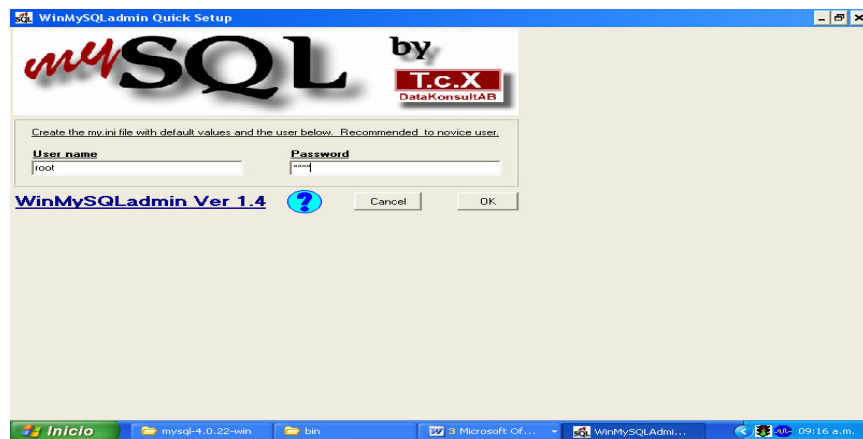 WinMySQLadmin Quick Setup
mySQL by
T.c.X
DataKonsultAB
Create the my.ini file with default values and the user below. Recommended to novice user.
User name Password
root ****
WinMySQLadmin Ver 1.4 ? Cancel OK
Inicio mysql-4.0.22-win bin 3 Microsoft Of... WinMySQLAdmi... 09:16 a.m.